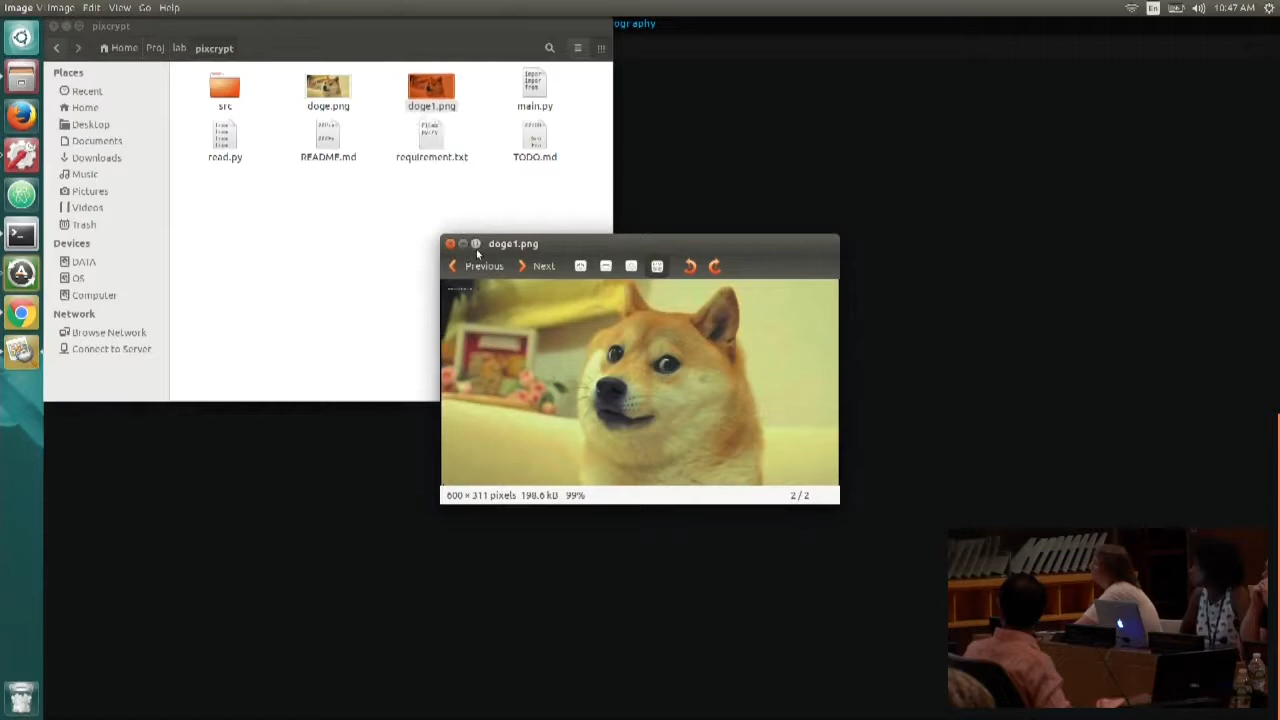 Image Vi Image Edit View Go Help
En
10:47 AM
pixcrypt
ography
Home Proj lab pixcrypt
Places
Recent
Home
Desktop
Documents
Downloads
Music
Pictures
Videos
Trash
Devices
DATA
OS
Computer
Network
Browse Network
Connect to Server
src
doge.png
doge1.png
main.py
read.py
README.md
requirement.txt
TODO.md
doge1.png
Previous Next
600 × 311 pixels 198.6 kB 99%
2 / 2